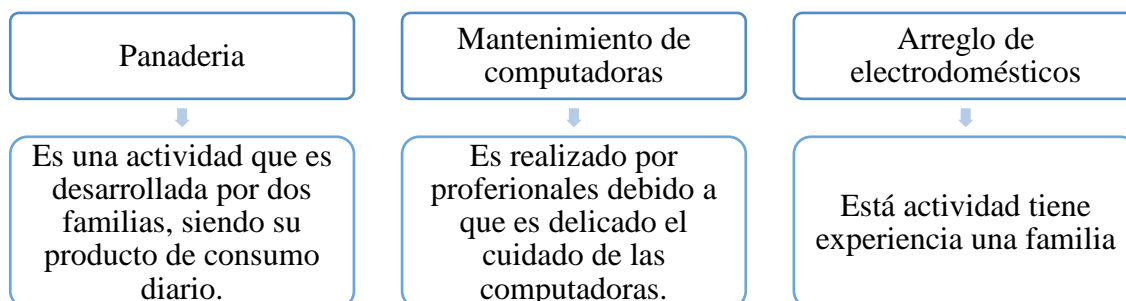 Panaderia
Es una actividad que es
desarrollada por dos
familias, siendo su
producto de consumo
diario.
Mantenimiento de
computadoras
Es realizado por
proferionales debido a
que es delicado el
cuidado de las
computadoras.
Arreglo de
electrodomésticos
Está actividad tiene
experiencia una familia